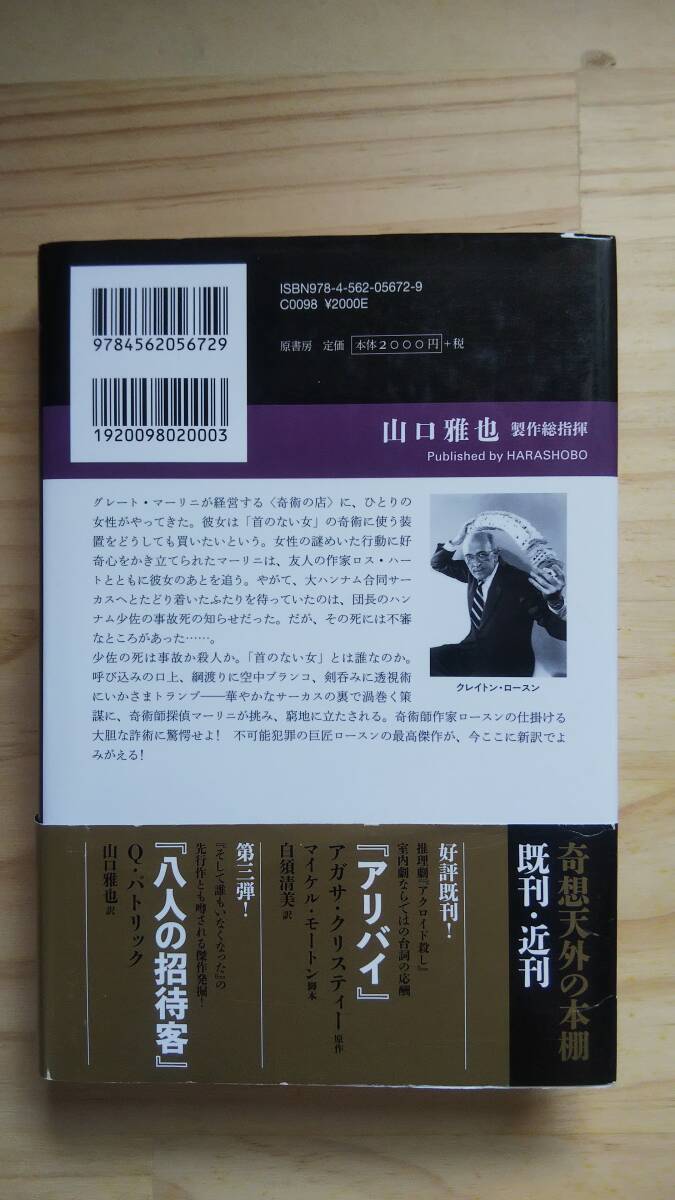 ISBN978-4-562-05672-9
C0098 ¥2000E
9784562056729
原書房 定価 本体2000円+税
1920098020003
山口雅也 製作総指揮
Published by HARASHOBO
グレート・マーリニが経営する〈奇術の店〉に、ひとりの
女性がやってきた。彼女は「首のない女」の奇術に使う装
置をどうしても買いたいという。女性の謎めいた行動に好
奇心をかき立てられたマーリニは、友人の作家ロス・ハー
トとともに彼女のあとを追う。やがて、大ハンナム合同サー
カスへとたどり着いたふたりを待っていたのは、団長のハン
ナム少佐の事故死の知らせだった。だが、その死には不審
なところがあった……。
少佐の死は事故か殺人か。「首のない女」とは誰なのか。
呼び込みの口上、綱渡りに空中ブランコ、剣呑みに透視術
にいかさまトランプ――華やかなサーカスの裏で渦巻く策
謀に、奇術師探偵マーリニが挑み、窮地に立たされる。奇術師作家ロースンの仕掛ける
大胆な詐術に驚愕せよ! 不可能犯罪の巨匠ロースンの最高傑作が、今ここに新訳でよ
みがえる!
クレイトン・ロースン
奇想天外の本棚
既刊・近刊
好評既刊!
推理劇『アクロイド殺し』
室内劇ならではの台詞の応酬
『アリバイ』
アガサ・クリスティー 原作
マイケル・モートン 脚本
白須清美 訳
第三弾!
『そして誰もいなくなった』の
先行作とも噂される傑作発掘!
『八人の招待客』
Q・パトリック
山口雅也 訳